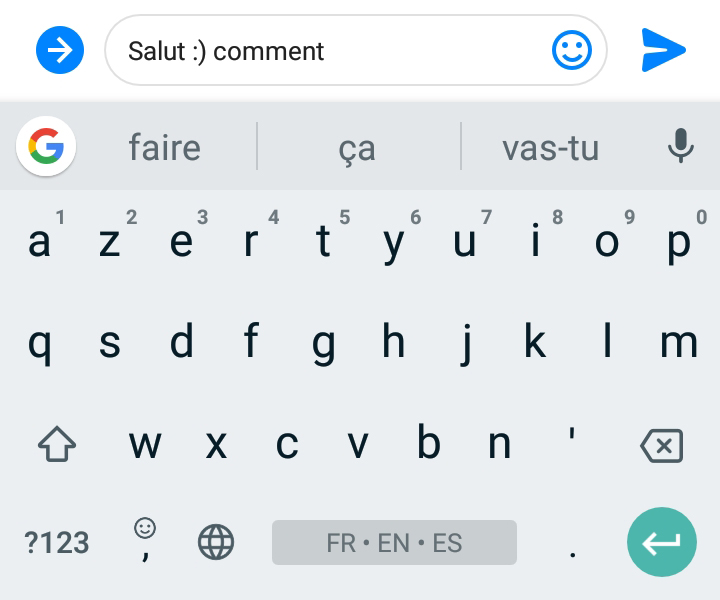 Salut :) comment
faire ça vas-tu
a 1 z 2 e 3 r 4 t 5 y 6 u 7 i 8 o 9 p 0
q s d f g h j k l m
w x c v b n '
?123 , FR • EN • ES .